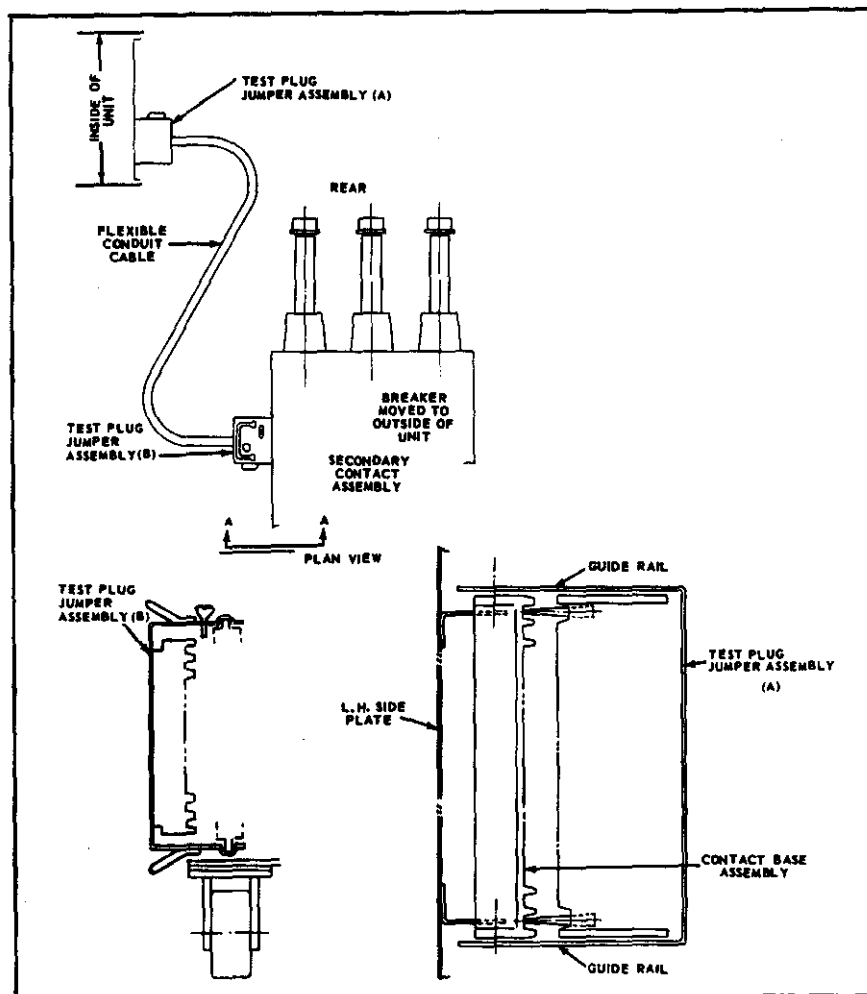 INSIDE OF
UNIT
TEST PLUG
JUMPER ASSEMBLY (A)
REAR
FLEXIBLE
CONDUIT
CABLE
BREAKER
MOVED TO
OUTSIDE OF
UNIT
TEST PLUG
JUMPER
ASSEMBLY (B)
SECONDARY
CONTACT
ASSEMBLY
A A
PLAN VIEW
TEST PLUG
JUMPER
ASSEMBLY (B)
GUIDE RAIL
TEST PLUG
JUMPER ASSEMBLY
(A)
L.H. SIDE
PLATE
CONTACT BASE
ASSEMBLY
GUIDE RAIL